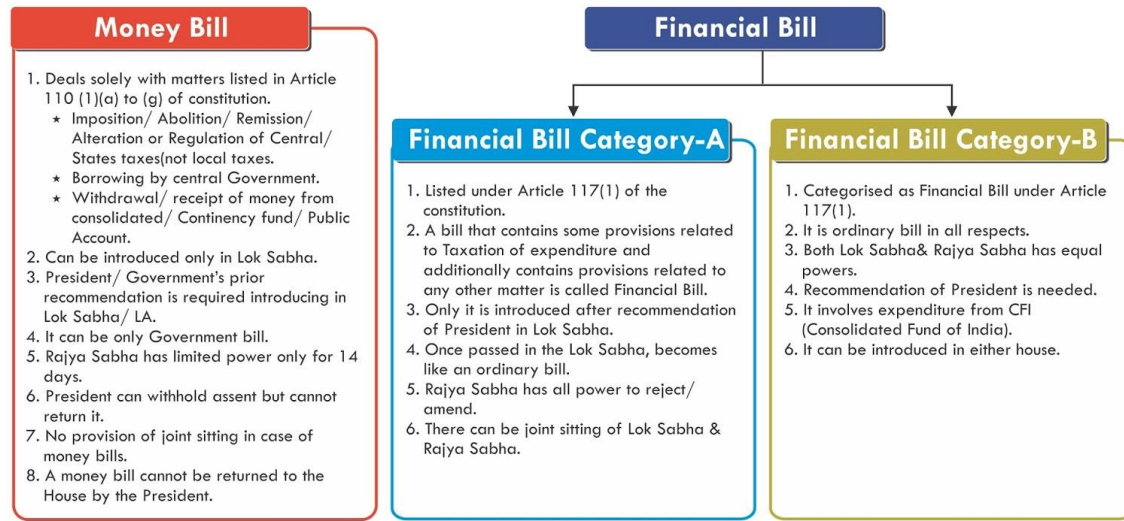 Money Bill
1. Deals solely with matters listed in Article
110 (1)(a) to (g) of constitution.
★ Imposition/ Abolition/ Remission/
Alteration or Regulation of Central/
States taxes(not local taxes.
★ Borrowing by central Government.
★ Withdrawal/ receipt of money from
consolidated/ Continency fund/ Public
Account.
2. Can be introduced only in Lok Sabha.
3. President/ Government's prior
recommendation is required introducing in
Lok Sabha/ LA.
4. It can be only Government bill.
5. Rajya Sabha has limited power only for 14
days.
6. President can withhold assent but cannot
return it.
7. No provision of joint sitting in case of
money bills.
8. A money bill cannot be returned to the
House by the President.
Financial Bill
Financial Bill Category-A
1. Listed under Article 117(1) of the
constitution.
2. A bill that contains some provisions related
to Taxation of expenditure and
additionally contains provisions related to
any other matter is called Financial Bill.
3. Only it is introduced after recommendation
of President in Lok Sabha.
4. Once passed in the Lok Sabha, becomes
like an ordinary bill.
5. Rajya Sabha has all power to reject/
amend.
6. There can be joint sitting of Lok Sabha &
Rajya Sabha.
Financial Bill Category-B
1. Categorised as Financial Bill under Article
117(1).
2. It is ordinary bill in all respects.
3. Both Lok Sabha& Rajya Sabha has equal
powers.
4. Recommendation of President is needed.
5. It involves expenditure from CFI
(Consolidated Fund of India).
6. It can be introduced in either house.